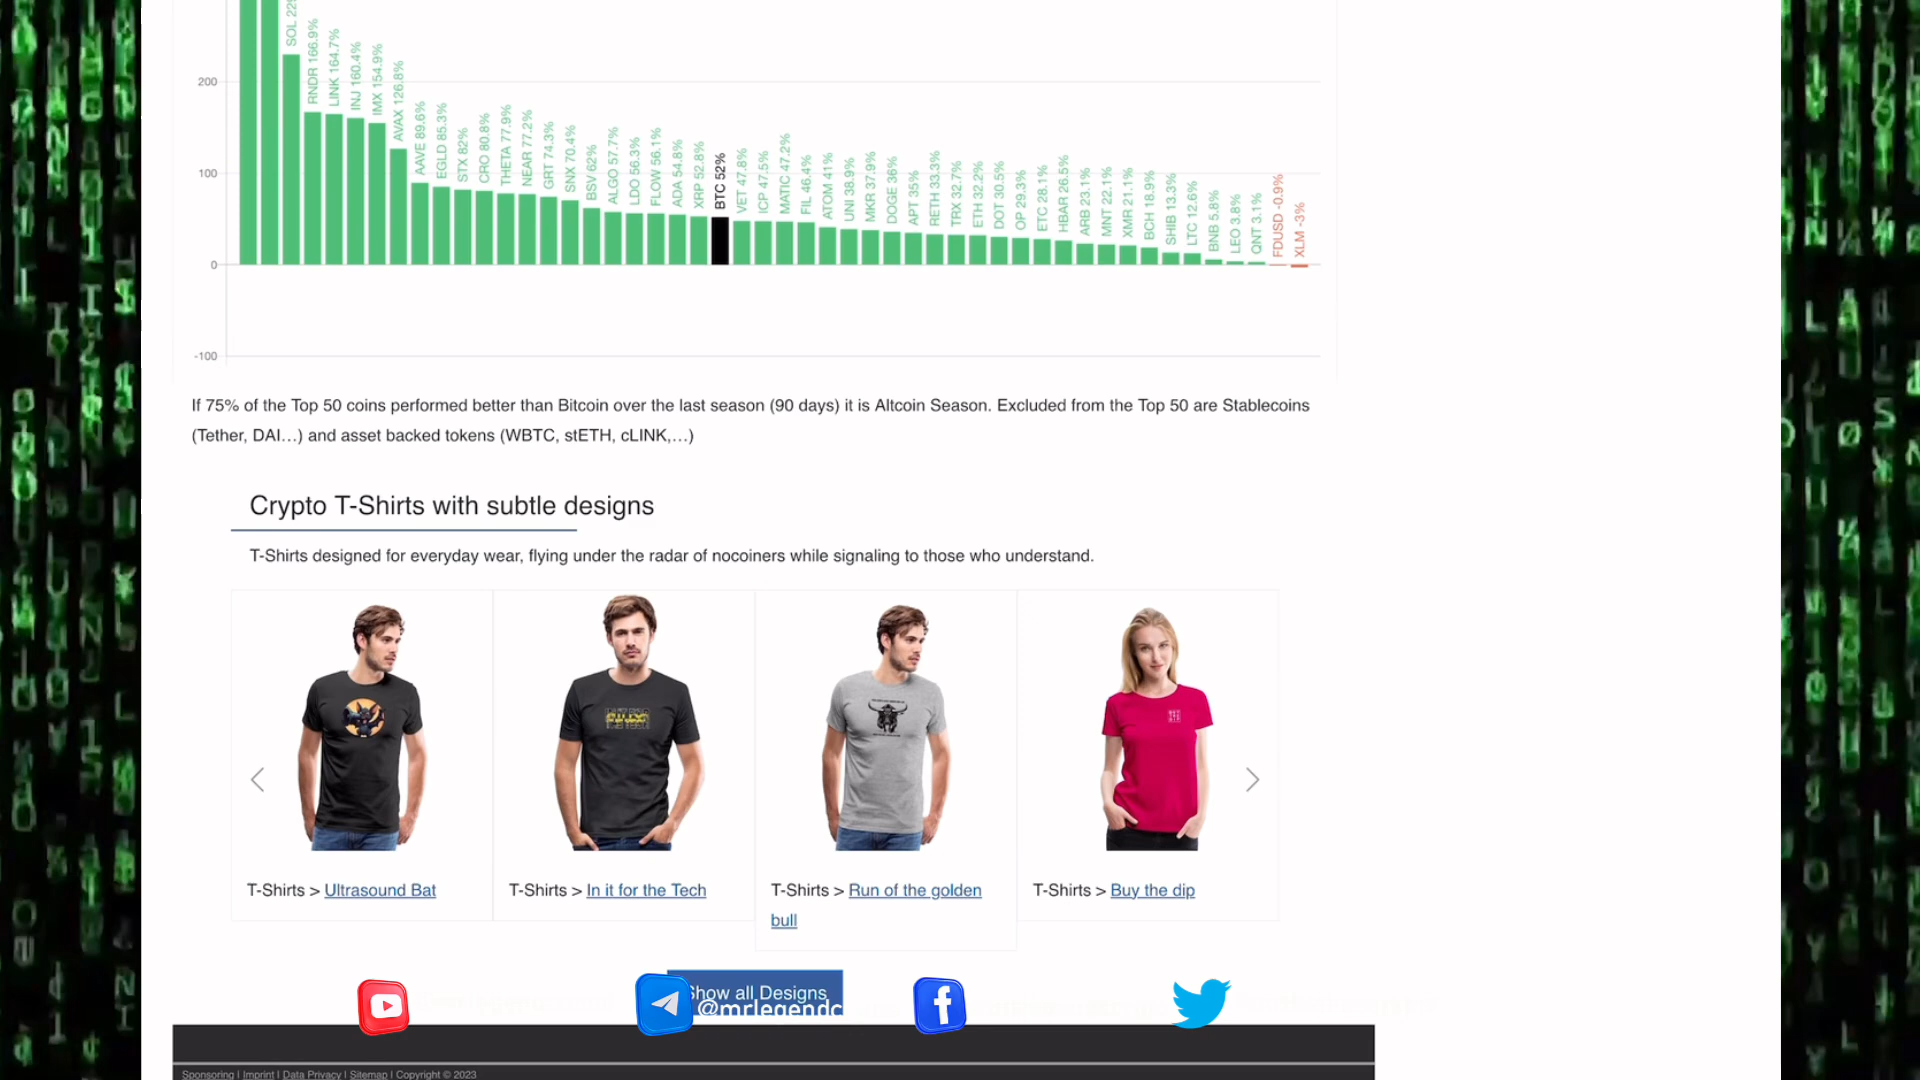 SOL 22
RNDR 166.9%
LINK 164.7%
INJ 160.4%
IMX 154.9%
AVAX 126.8%
AAVE 89.6%
EGLD 85.3%
STX 82%
CRO 80.8%
THETA 77.9%
NEAR 77.2%
GRT 74.3%
SNX 70.4%
BSV 62%
ALGO 57.7%
LDO 56.3%
FLOW 56.1%
ADA 54.8%
XRP 52.8%
BTC 52%
VET 47.8%
ICP 47.5%
MATIC 47.2%
FIL 46.4%
ATOM 41%
UNI 38.9%
MKR 37.9%
DOGE 36%
APT 35%
RETH 33.3%
TRX 32.7%
ETH 32.2%
DOT 30.5%
OP 29.3%
ETC 28.1%
HBAR 26.5%
ARB 23.1%
MNT 22.1%
XMR 21.1%
BCH 18.9%
SHIB 13.3%
LTC 12.6%
BNB 5.8%
LEO 3.8%
QNT 3.1%
FDUSD -0.9%
XLM -3%
200
100
0
-100
If 75% of the Top 50 coins performed better than Bitcoin over the last season (90 days) it is Altcoin Season. Excluded from the Top 50 are Stablecoins
(Tether, DAI...) and asset backed tokens (WBTC, stETH, cLINK,...)
Crypto T-Shirts with subtle designs
T-Shirts designed for everyday wear, flying under the radar of nocoiners while signaling to those who understand.
T-Shirts > Ultrasound Bat
T-Shirts > In it for the Tech
T-Shirts > Run of the golden
bull
T-Shirts > Buy the dip
Show all Designs
@mrlegendc
Sponsoring | Imprint | Data Privacy | Sitemap | Copyright © 2023